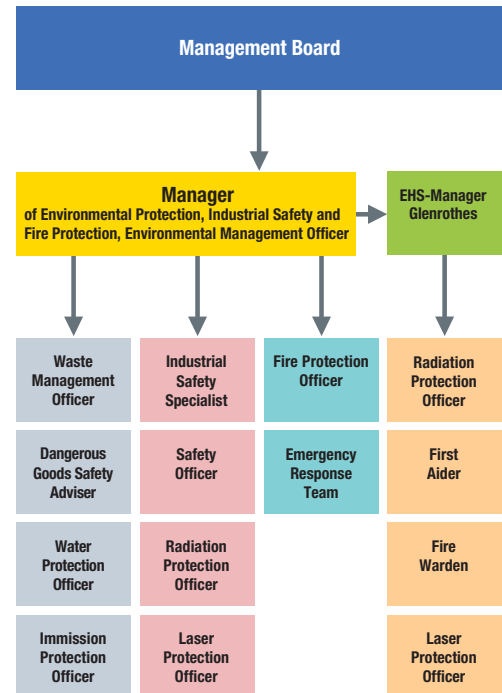 Management Board
Manager
of Environmental Protection, Industrial Safety and
Fire Protection, Environmental Management Officer
EHS-Manager
Glenrothes
Waste
Management
Officer
Industrial
Safety
Specialist
Fire Protection
Officer
Radiation
Protection
Officer
Dangerous
Goods Safety
Adviser
Safety
Officer
Emergency
Response
Team
First
Aider
Water
Protection
Officer
Radiation
Protection
Officer
Fire
Warden
Immission
Protection
Officer
Laser
Protection
Officer
Laser
Protection
Officer